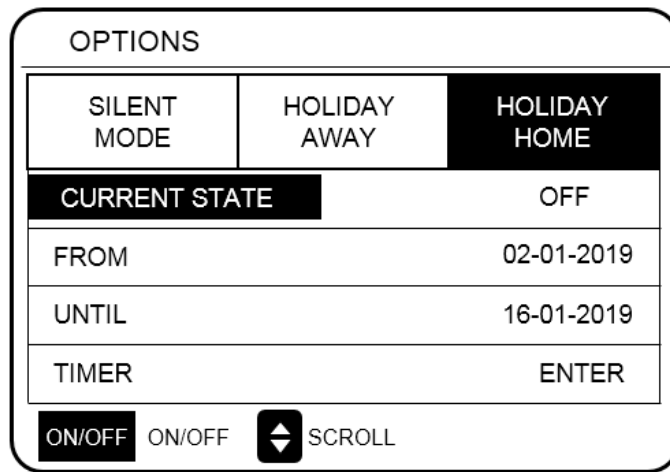 OPTIONS
SILENT MODE
HOLIDAY AWAY
HOLIDAY HOME
CURRENT STATE OFF
FROM 02-01-2019
UNTIL 16-01-2019
TIMER ENTER
ON/OFF ON/OFF SCROLL